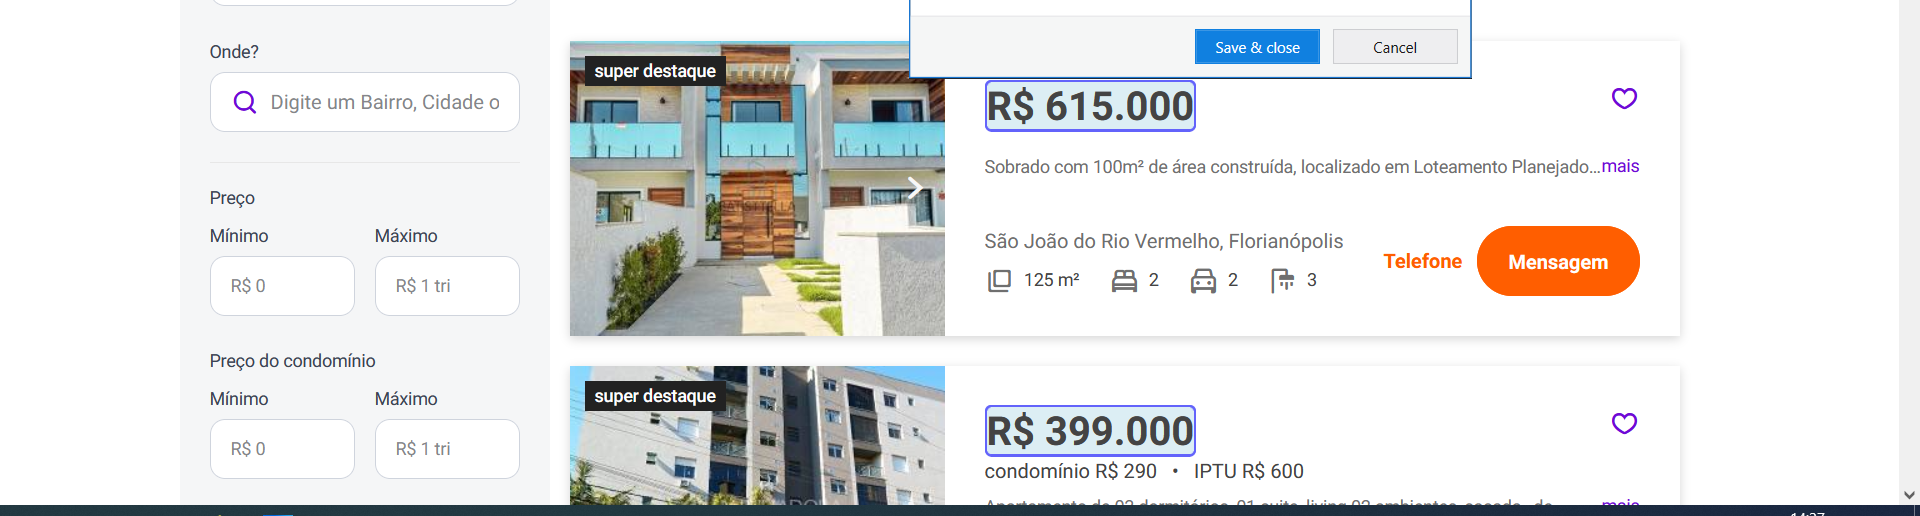 Save & close
Cancel
Onde?
Digite um Bairro, Cidade o
Preço
Mínimo
Máximo
R$ 0
R$ 1 tri
Preço do condomínio
Mínimo
Máximo
R$ 0
R$ 1 tri
super destaque
R$ 615.000
Sobrado com 100m² de área construída, localizado em Loteamento Planejado...mais
São João do Rio Vermelho, Florianópolis
125 m² 2 2 3
Telefone
Mensagem
super destaque
R$ 399.000
condomínio R$ 290 • IPTU R$ 600